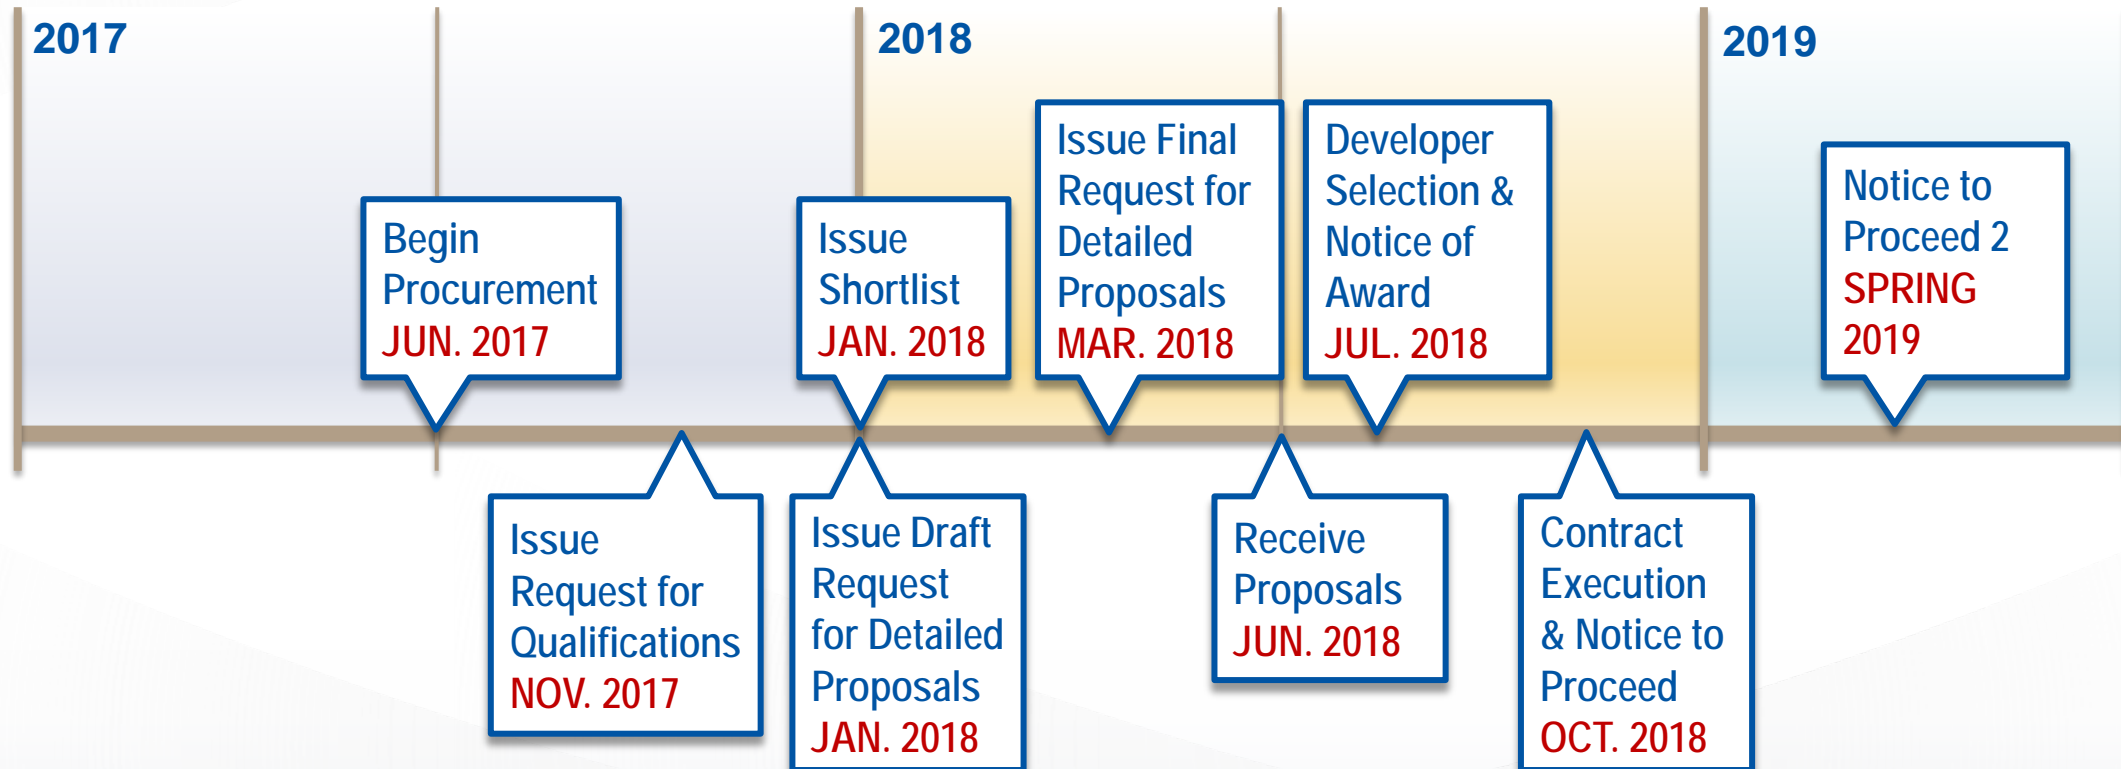 2017
2018
2019
Begin
Procurement
JUN. 2017
Issue
Shortlist
JAN. 2018
Issue Final
Request for
Detailed
Proposals
MAR. 2018
Developer
Selection &
Notice of
Award
JUL. 2018
Notice to
Proceed 2
SPRING
2019
Issue
Request for
Qualifications
NOV. 2017
Issue Draft
Request
for Detailed
Proposals
JAN. 2018
Receive
Proposals
JUN. 2018
Contract
Execution
& Notice to
Proceed
OCT. 2018